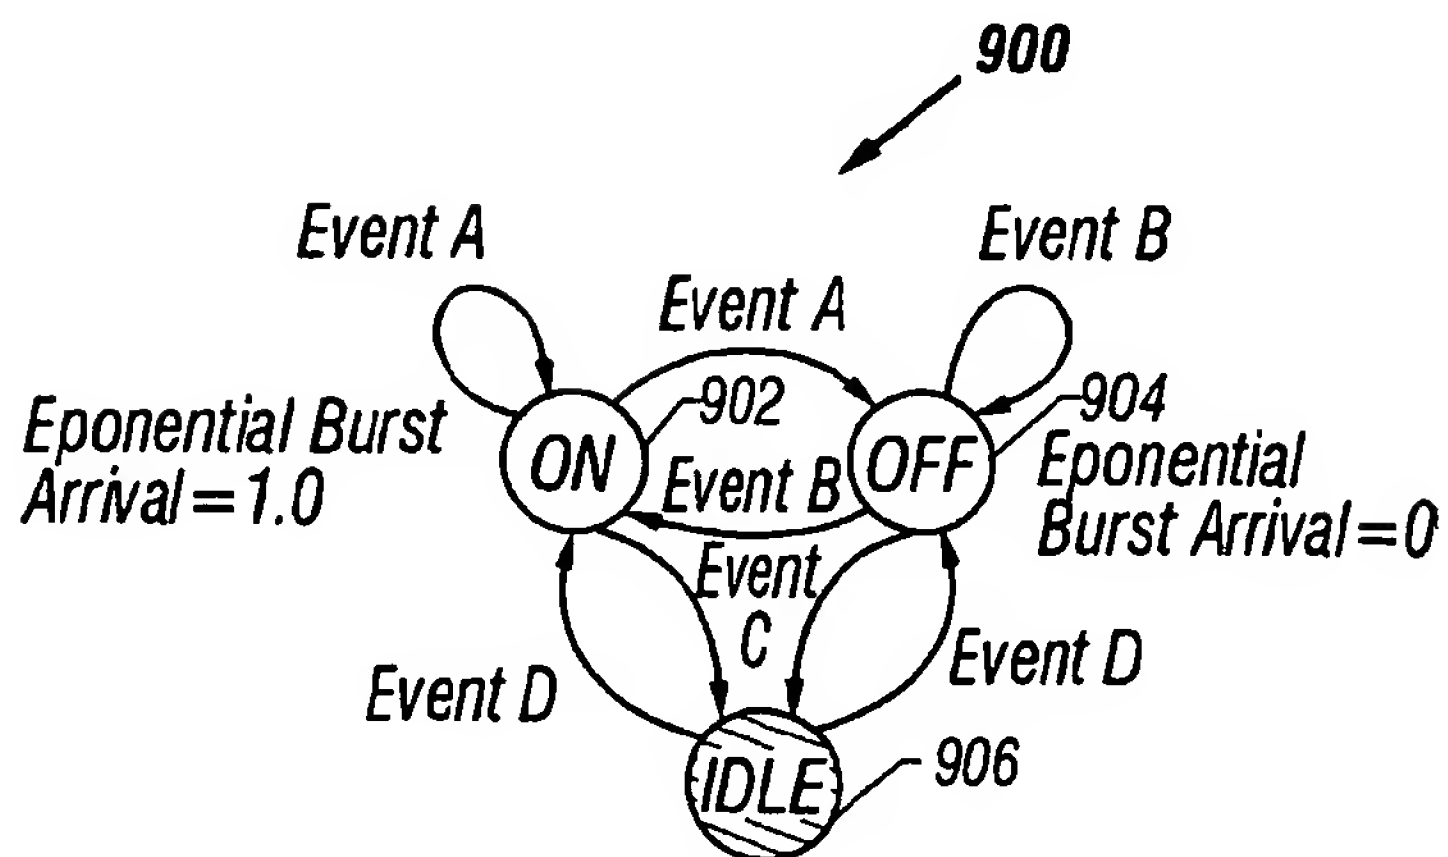 900
Event A
Event B
Event A
902
904
Eponential Burst
Arrival=1.0
ON
Event B
OFF
Eponential
Burst Arrival=0
Event
C
Event D
Event D
IDLE
906